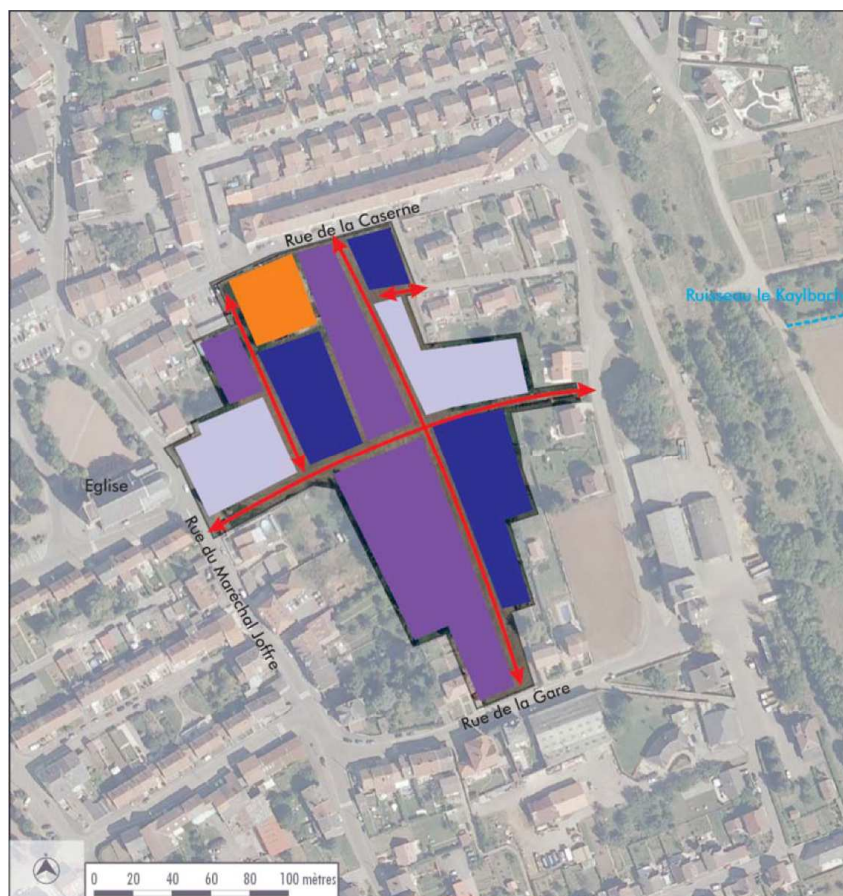 Rue de la Caserne
Ruisseau le Kaylbach
Eglise
Rue du Maréchal Joffre
Rue de la Gare
0 20 40 60 80 100 mètres